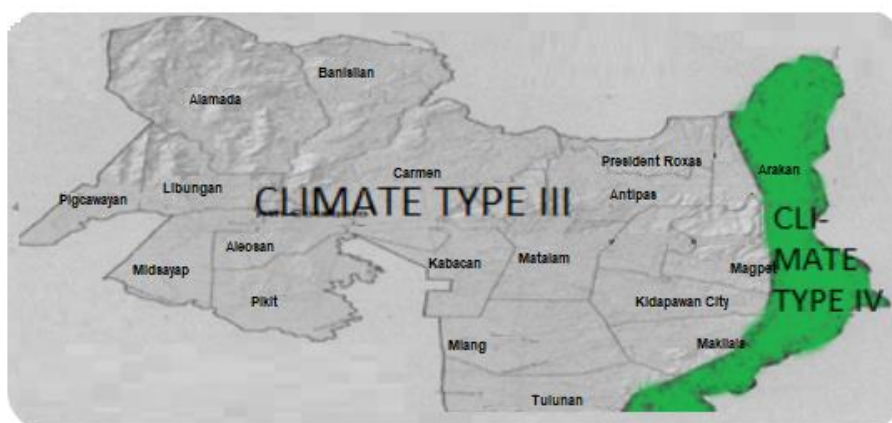 Banisilan
Alamada
President Roxas
Arakan
Carmen
Libungan
Pigcawayan
Antipas
CLIMATE TYPE III
CLI-
MATE
TYPE IV
Aleosan
Midsayap
Kabacan
Matalam
Magpet
Pikit
Kidapawan City
Mlang
Makilala
Tulunan